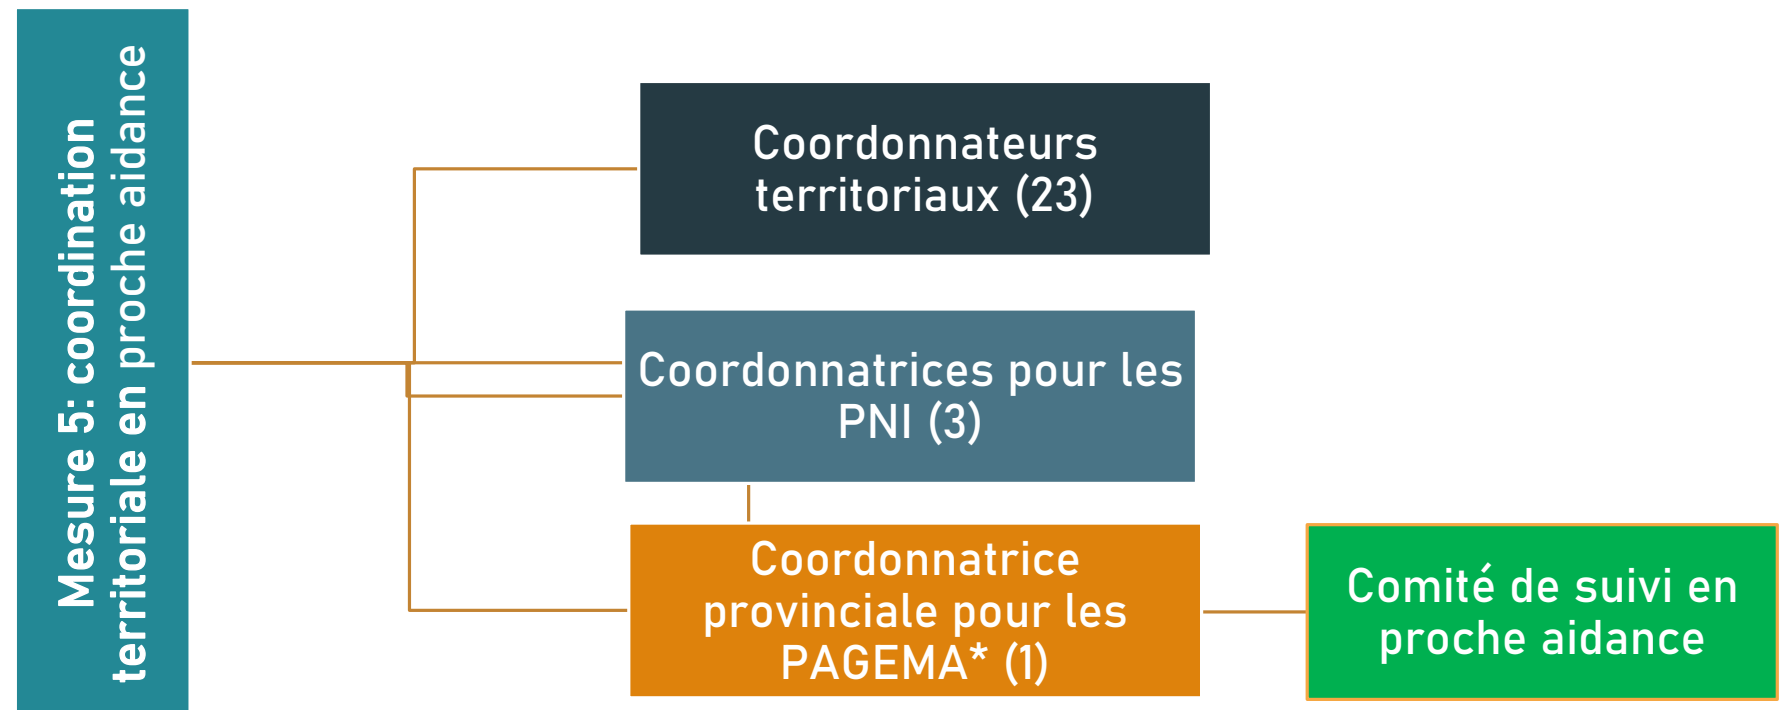 Mesure 5: coordination
territoriale en proche aidance
Coordonnateurs
territoriaux (23)
Coordonnatrices pour les
PNI (3)
Coordonnatrice
provinciale pour les
PAGEMA* (1)
Comité de suivi en
proche aidance